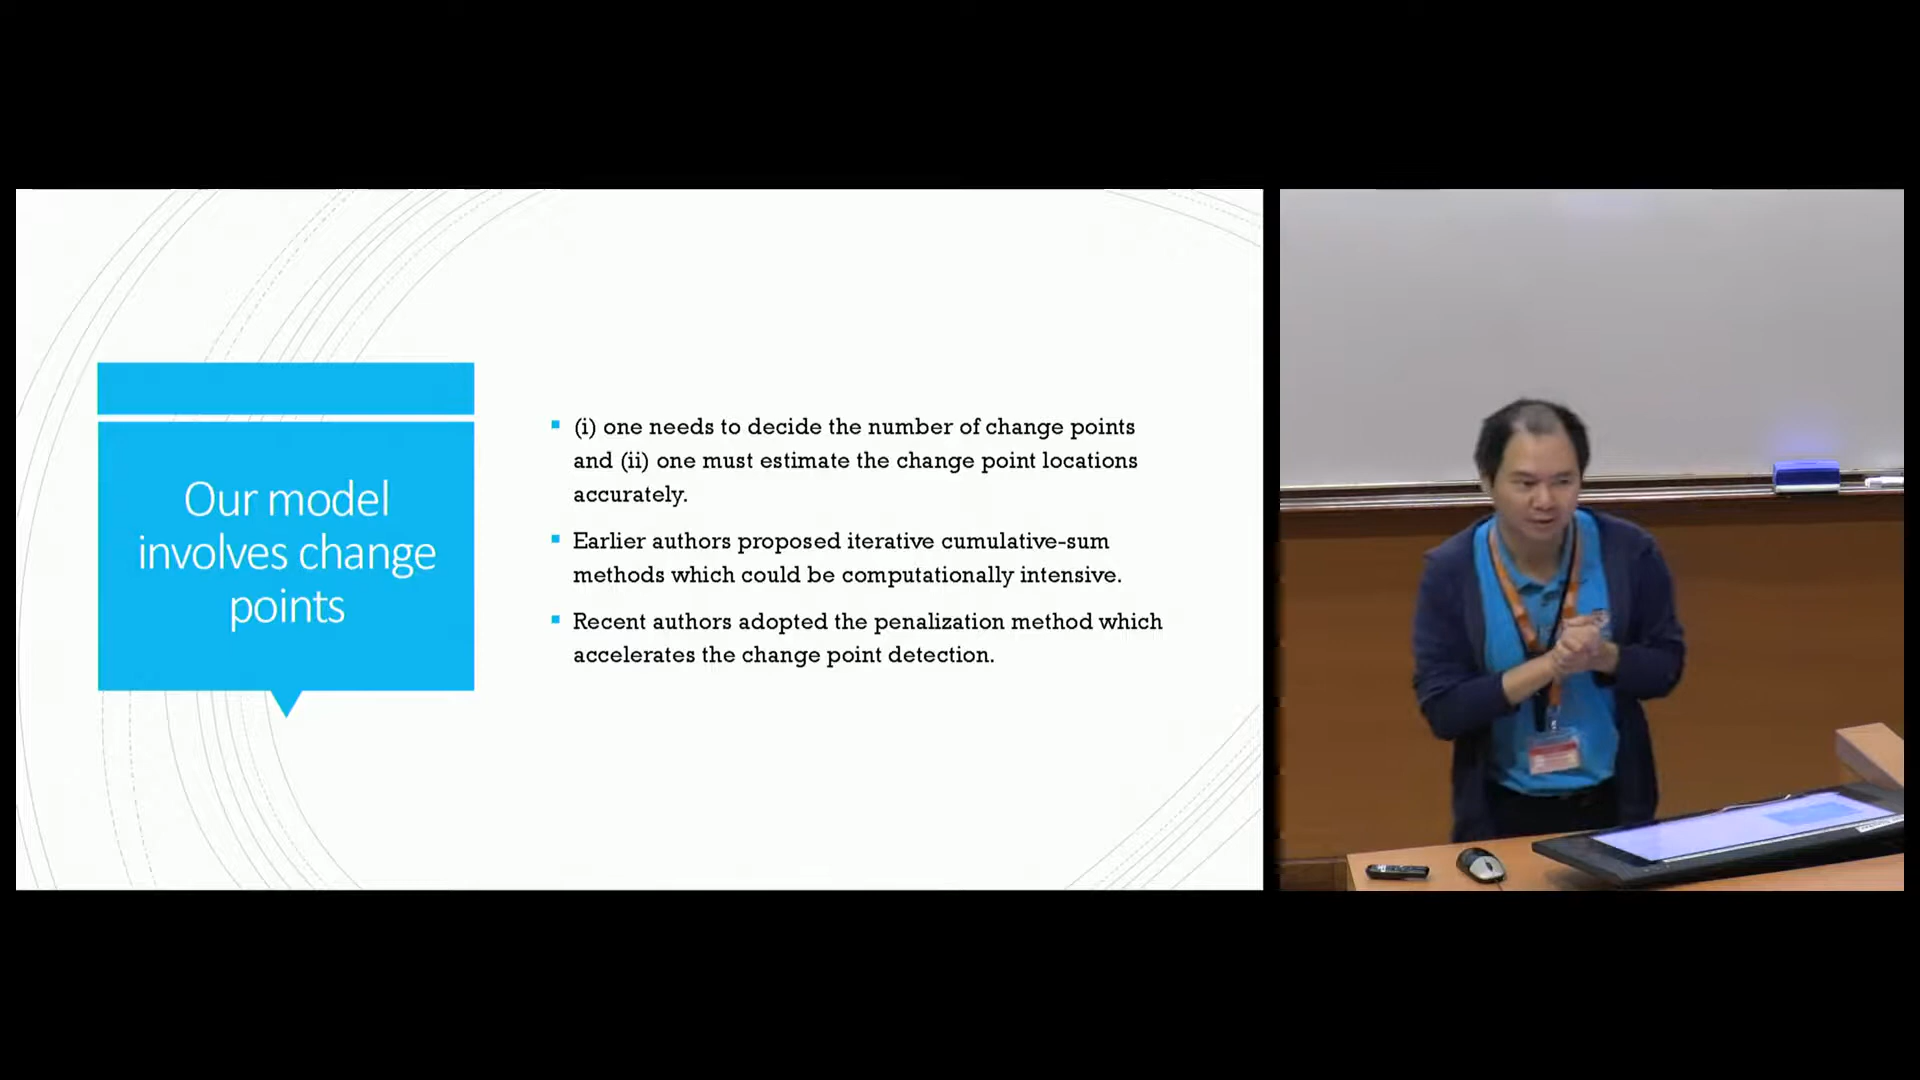 Our model
involves change
points
(i) one needs to decide the number of change points
and (ii) one must estimate the change point locations
accurately.
Earlier authors proposed iterative cumulative-sum
methods which could be computationally intensive.
Recent authors adopted the penalization method which
accelerates the change point detection.